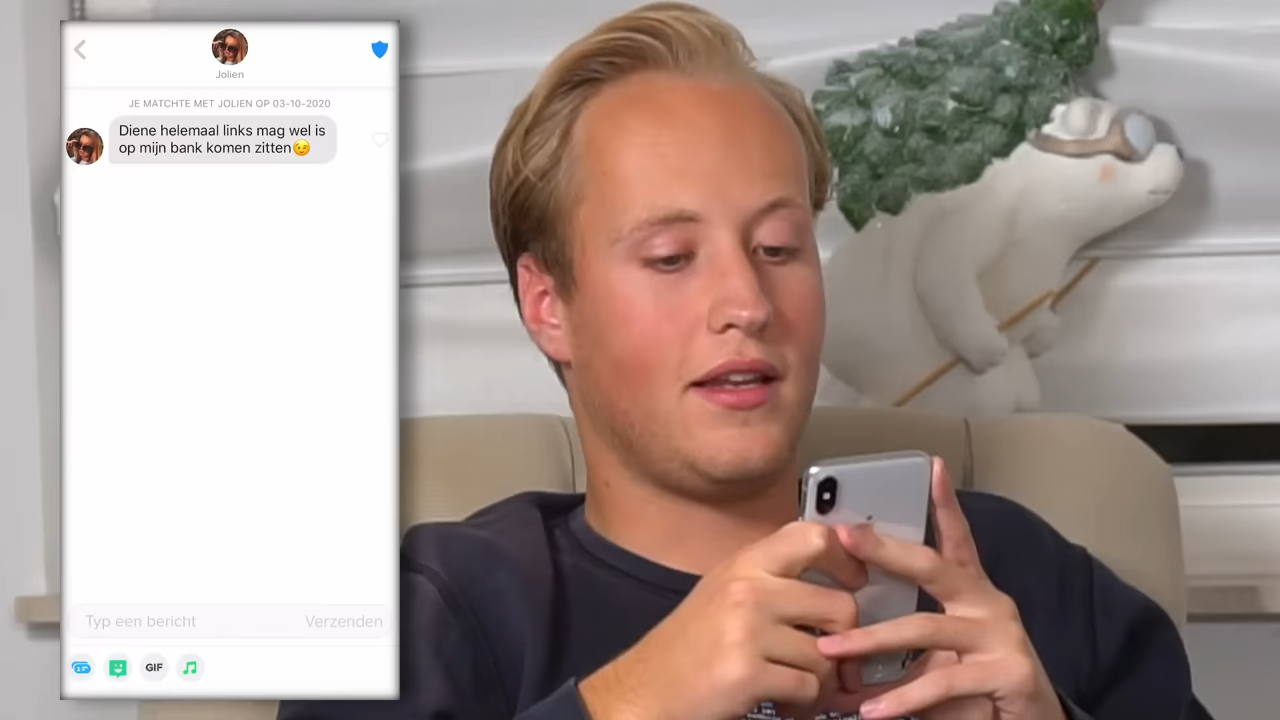 Jolien
JE MATCHTE MET JOLIEN OP 03-10-2020
Diene helemaal links mag wel is
op mijn bank komen zitten😉
Typ een bericht Verzenden
GIF